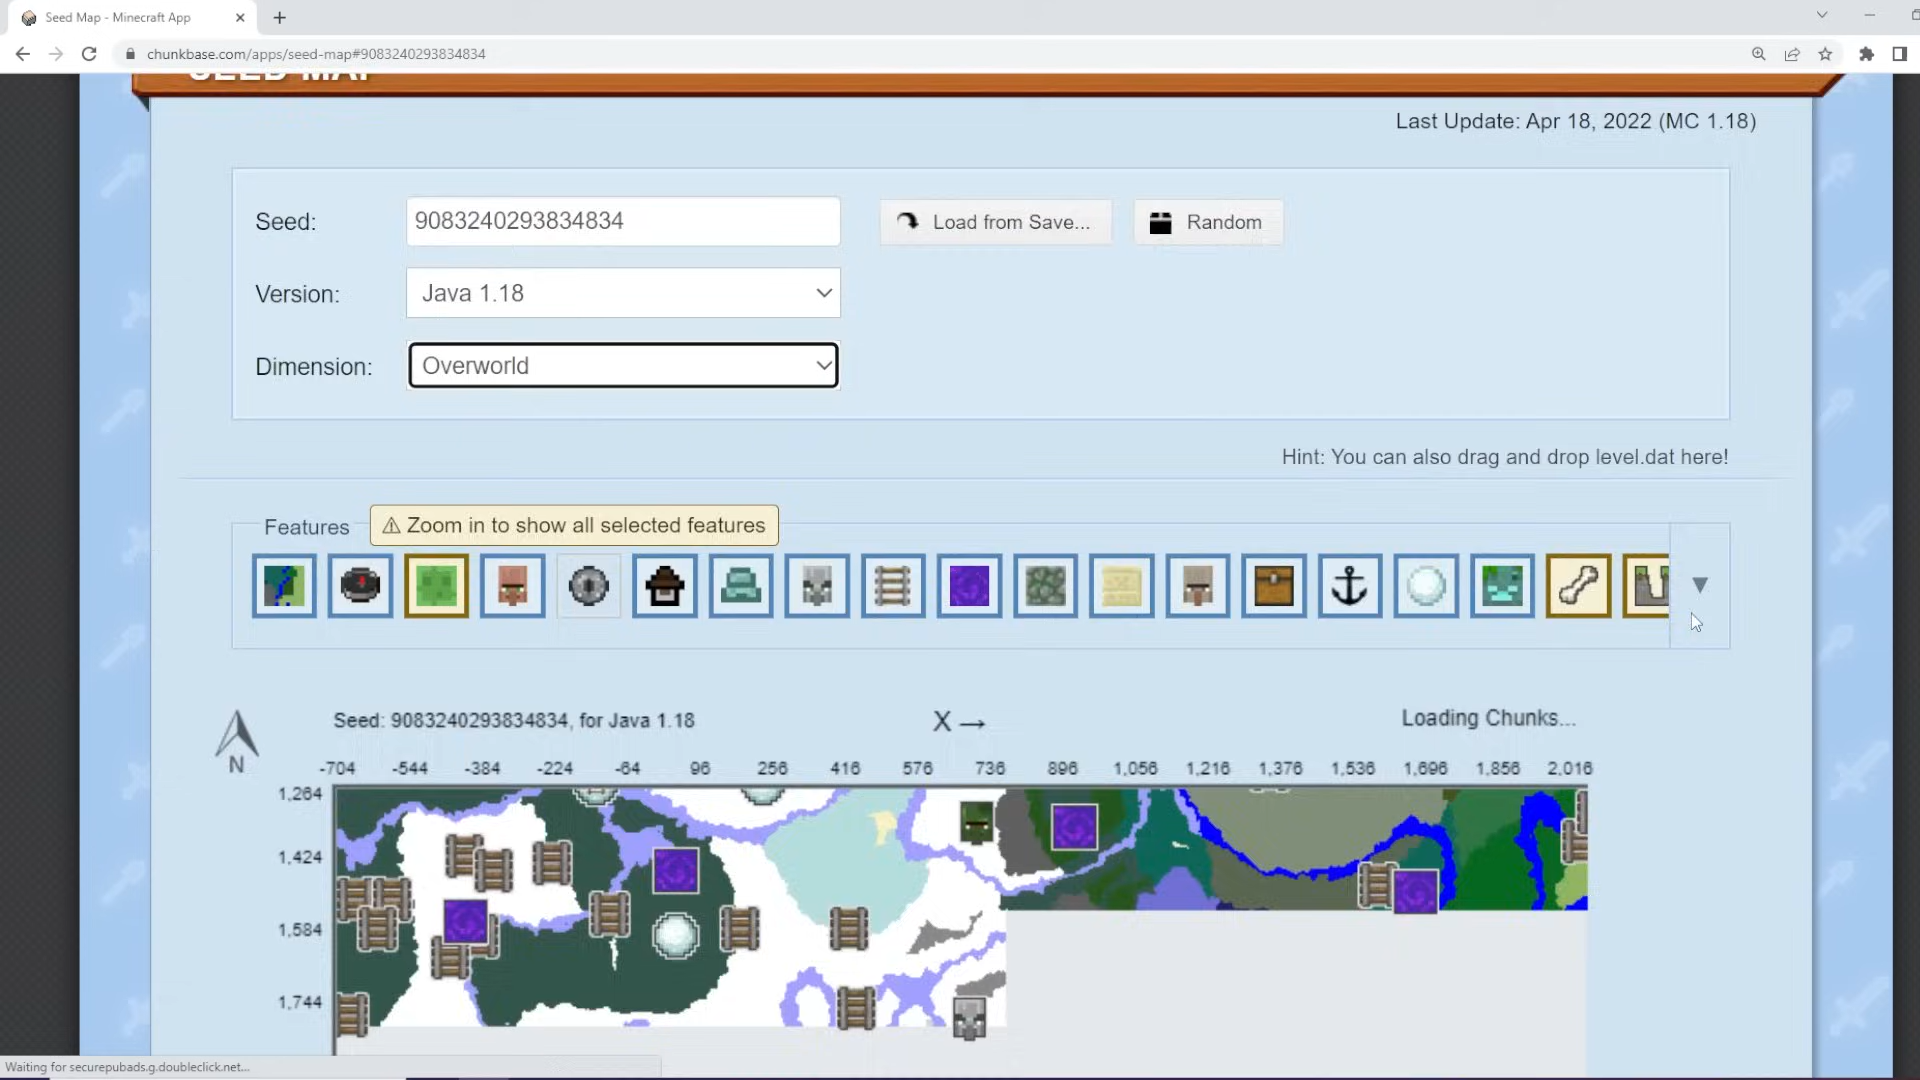 Seed Map - Minecraft App
chunkbase.com/apps/seed-map#9083240293834834
SEED MAP
Last Update: Apr 18, 2022 (MC 1.18)
Seed:
9083240293834834
Load from Save...
Random
Version:
Java 1.18
Dimension:
Overworld
Hint: You can also drag and drop level.dat here!
Features
⚠ Zoom in to show all selected features
▼
Seed: 9083240293834834, for Java 1.18
X →
Loading Chunks...
N
-704 -544 -384 -224 -64 96 256 416 576 736 896 1,056 1,216 1,376 1,536 1,696 1,856 2,016
1,264
1,424
1,584
1,744
Waiting for securepubads.g.doubleclick.net...